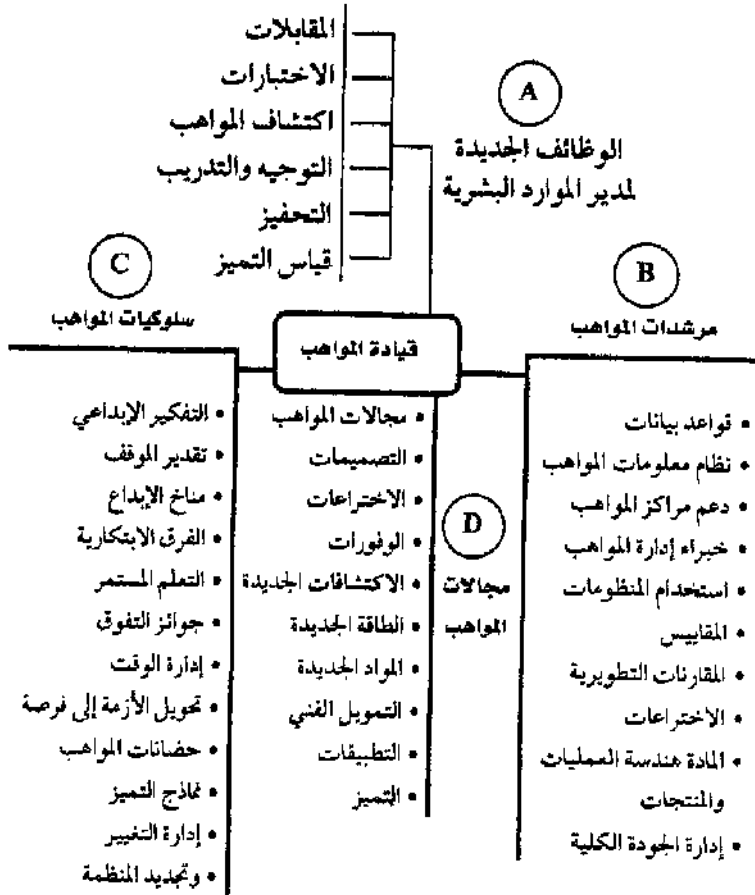 المقابلات
الاختبارات
اكتشاف المواهب
التوجيه والتدريب
التحفيز
قياس التميز
A
الوظائف الجديدة
لمدير الموارد البشرية
B
مرشدات المواهب
C
سلوكيات المواهب
قيادة المواهب
• قواعد بيانات
• نظام معلومات المواهب
• دعم مراكز المواهب
• خبراء إدارة المواهب
• استخدام المنظومات
• المقاييس
• المقارنات التطويرية
• الاختراعات
• المادة هندسة العمليات
والمنتجات
• إدارة الجودة الكلية
D
مجالات
المواهب
• مجالات المواهب
• التصميمات
• الاختراعات
• الوفورات
• الاكتشافات الجديدة
• الطاقة الجديدة
• المواد الجديدة
• التمويل الفني
• التطبيقات
• التميز
• التفكير الإبداعي
• تقدير الموقف
• مناخ الإبداع
• الفرق الابتكارية
• التعلم المستمر
• جوائز التفوق
• إدارة الوقت
• تحويل الأزمة إلى فرصة
• حضانات المواهب
• نماذج التميز
• إدارة التغيير
• وتجديد المنظمة